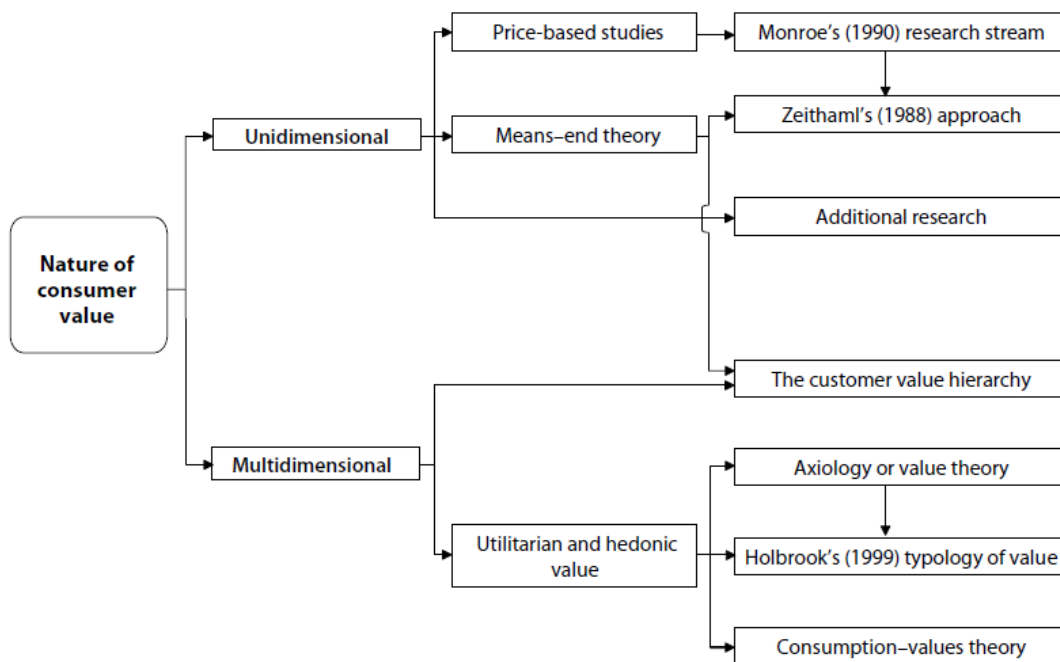 Price-based studies
Monroe's (1990) research stream
Zeithaml's (1988) approach
Unidimensional
Means–end theory
Additional research
Nature of
consumer
value
The customer value hierarchy
Multidimensional
Axiology or value theory
Utilitarian and hedonic
value
Holbrook's (1999) typology of value
Consumption–values theory